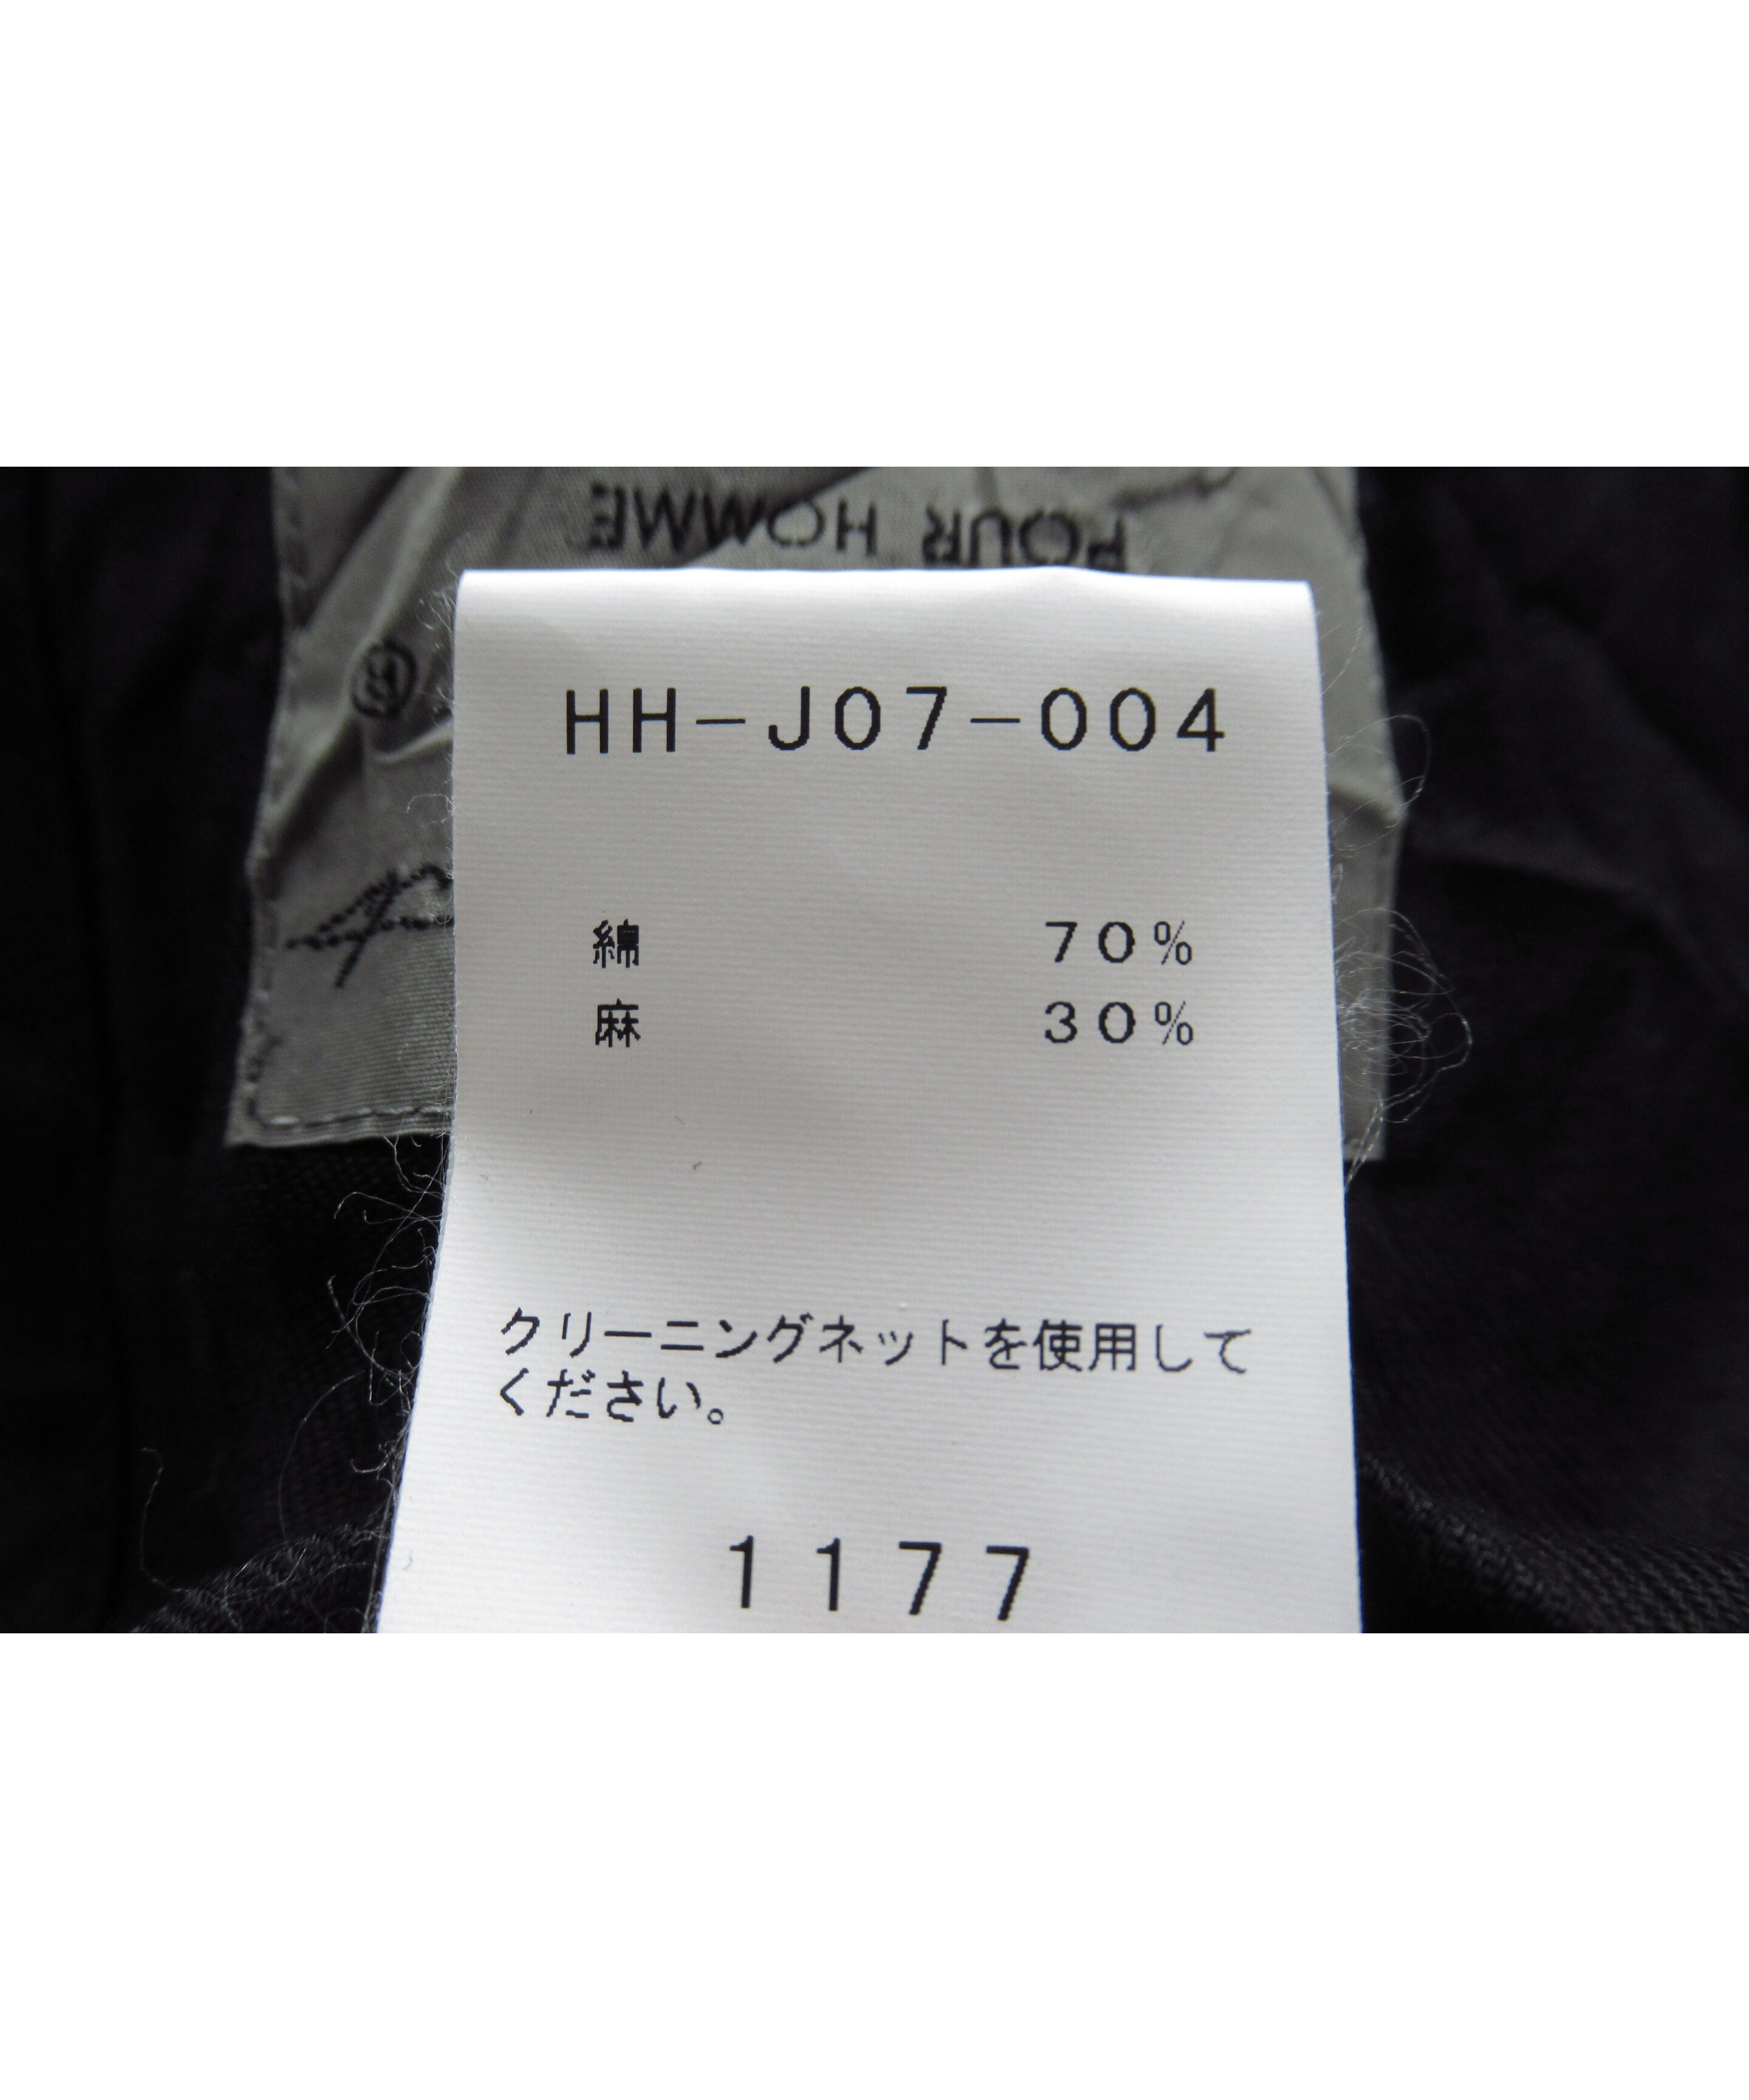 POUR HOMME
®
HH-J07-004
綿 70%
麻 30%
クリーニングネットを使用して
ください。
1177